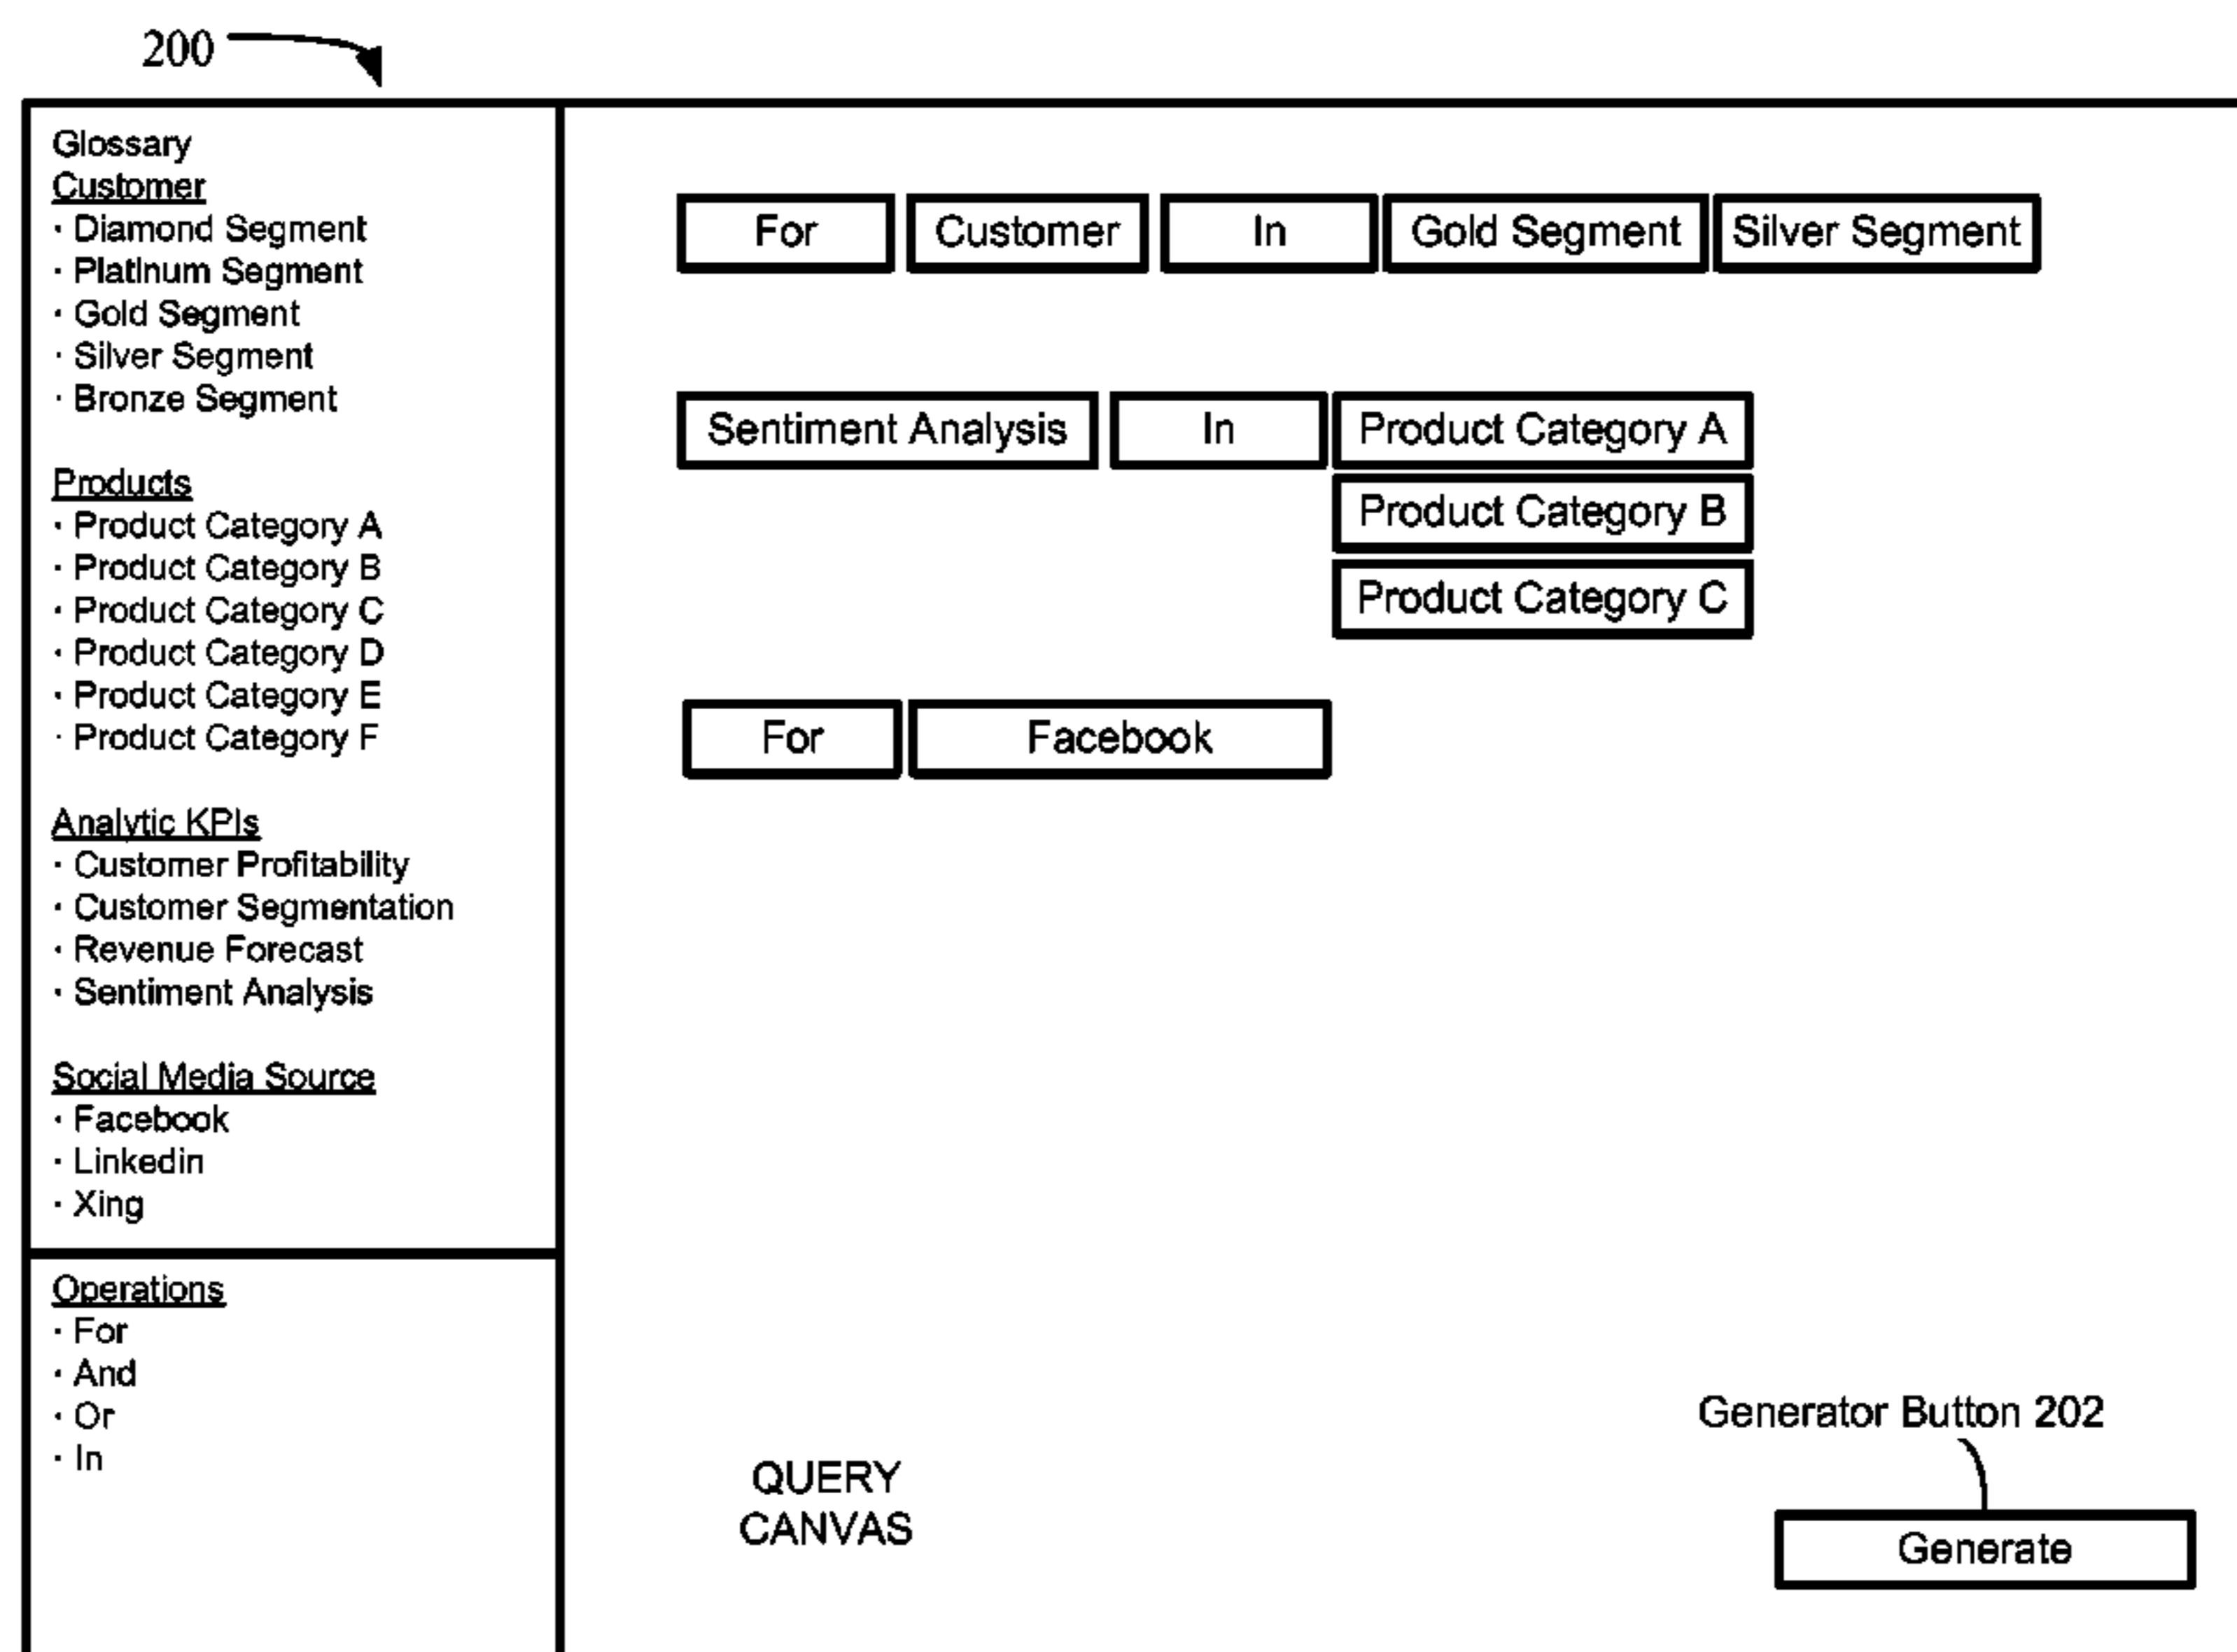 200
Glossary
Customer
· Diamond Segment
· Platinum Segment
· Gold Segment
· Silver Segment
· Bronze Segment
Products
· Product Category A
· Product Category B
· Product Category C
· Product Category D
· Product Category E
· Product Category F
Analytic KPIs
· Customer Profitability
· Customer Segmentation
· Revenue Forecast
· Sentiment Analysis
Social Media Source
· Facebook
· Linkedin
· Xing
Operations
· For
· And
· Or
· In
For Customer In Gold Segment Silver Segment
Sentiment Analysis In Product Category A
Product Category B
Product Category C
For Facebook
QUERY
CANVAS
Generator Button 202
Generate